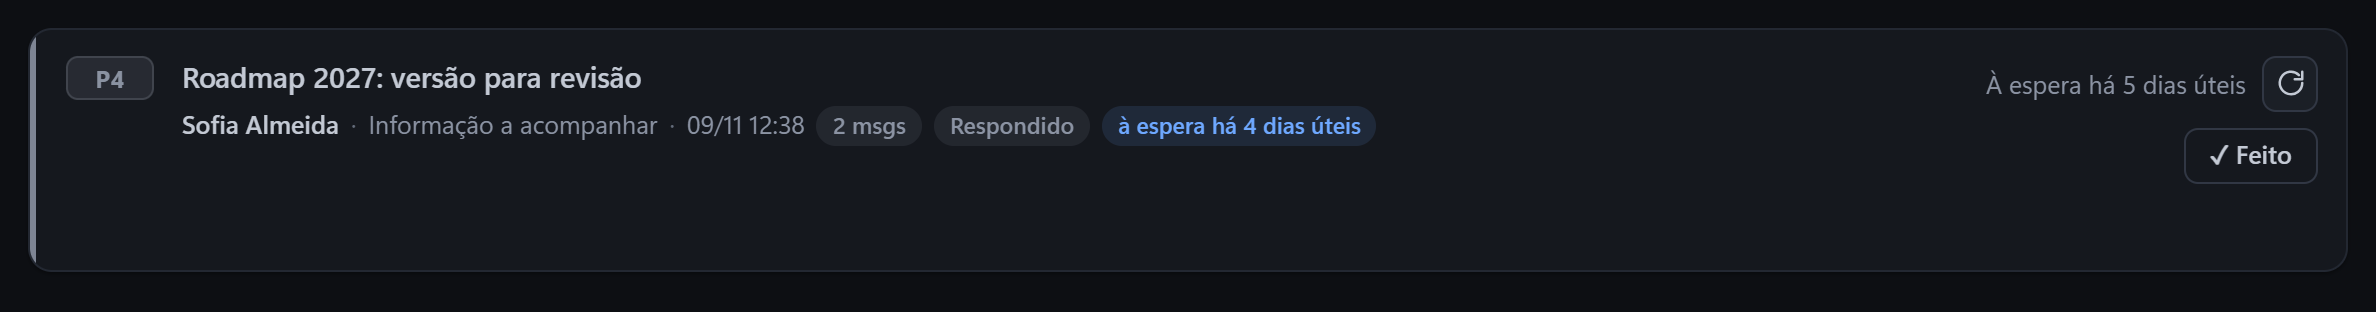 P4
Roadmap 2027: versão para revisão
Sofia Almeida · Informação a acompanhar · 09/11 12:38 2 msgs Respondido à espera há 4 dias úteis
À espera há 5 dias úteis
✓ Feito